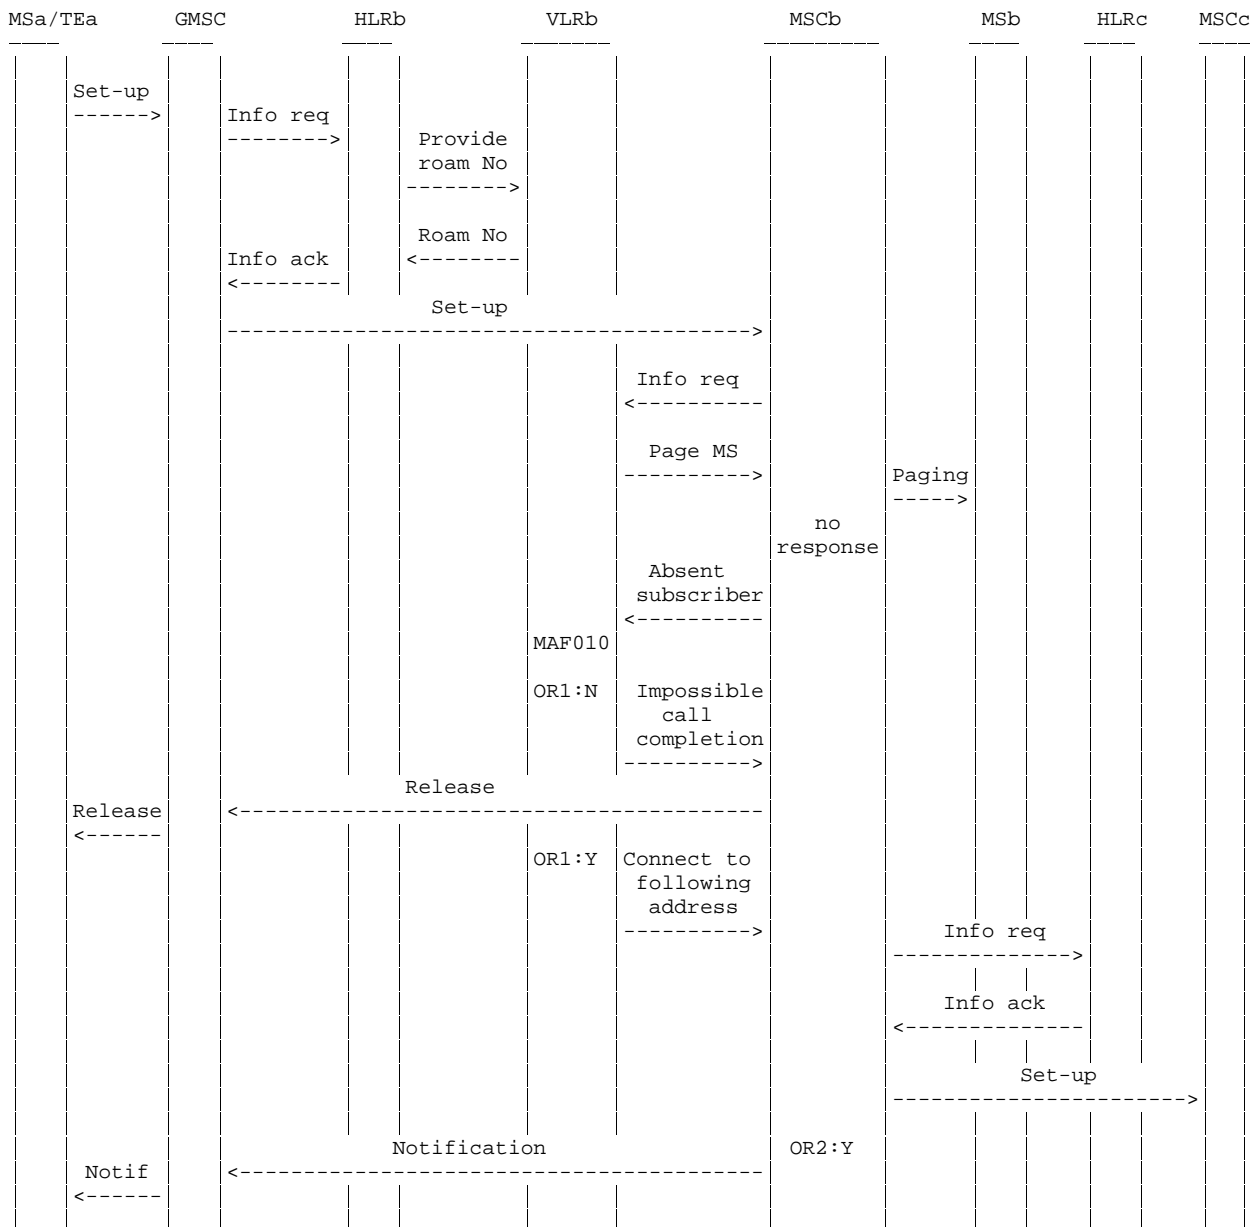 MSa/TEa GMSC HLRb VLRb MSCb MSb HLRc MSCc
Set-up
------> Info req
--------> Provide
roam No
-------->
Roam No
Info ack <--------
<--------
Set-up
----------------------------------------->
Info req
<----------
Page MS
----------> Paging
----->
no
response
Absent
subscriber
<----------
MAF010
OR1:N Impossible
call
completion
---------->
Release
Release <-----------------------------------------
<------
OR1:Y Connect to
following
address
----------> Info req
-------------->
Info ack
<--------------
Set-up
----------------------->
Notification OR2:Y
Notif <-----------------------------------------
<------